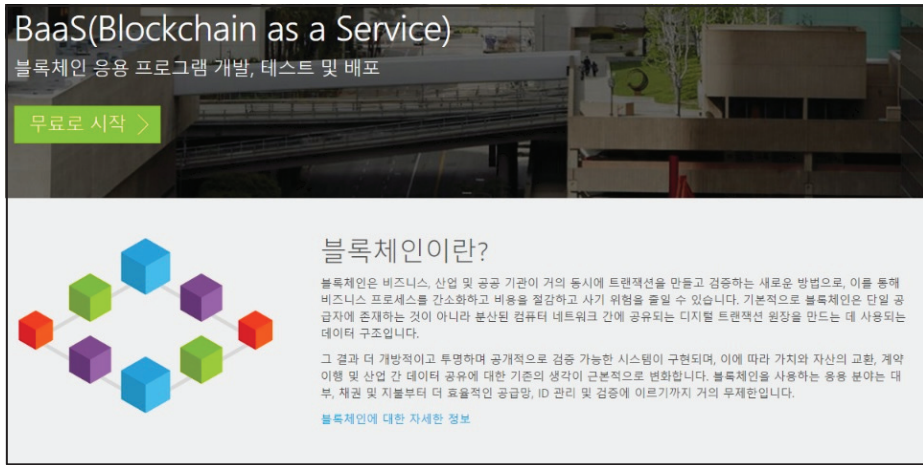 BaaS(Blockchain as a Service)
블록체인 응용 프로그램 개발, 테스트 및 배포
무료로 시작 >
블록체인이란?
블록체인은 비즈니스, 산업 및 공공 기관이 거의 동시에 트랜잭션을 만들고 검증하는 새로운 방법으로, 이를 통해
비즈니스 프로세스를 간소화하고 비용을 절감하고 사기 위험을 줄일 수 있습니다. 기본적으로 블록체인은 단일 공
급자에 존재하는 것이 아니라 분산된 컴퓨터 네트워크 간에 공유되는 디지털 트랜잭션 원장을 만드는 데 사용되는
데이터 구조입니다.
그 결과 더 개방적이고 투명하며 공개적으로 검증 가능한 시스템이 구현되며, 이에 따라 가치와 자산의 교환, 계약
이행 및 산업 간 데이터 공유에 대한 기존의 생각이 근본적으로 변화합니다. 블록체인을 사용하는 응용 분야는 대
부, 채권 및 지불부터 더 효율적인 공급망, ID 관리 및 검증에 이르기까지 거의 무제한입니다.
블록체인에 대한 자세한 정보